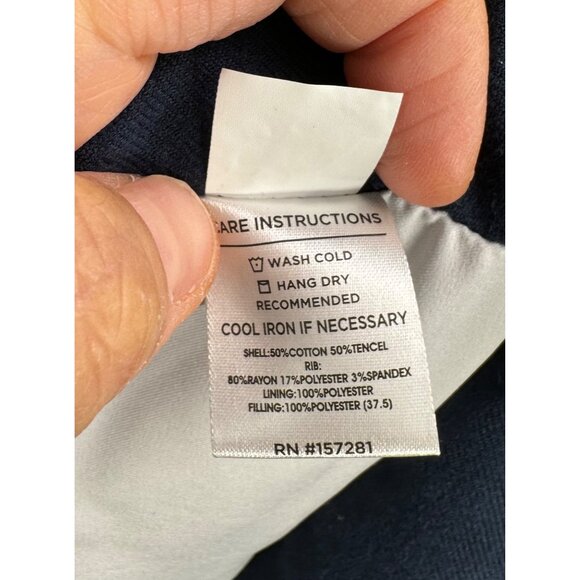 CARE INSTRUCTIONS
WASH COLD
HANG DRY
RECOMMENDED
COOL IRON IF NECESSARY
SHELL:50%COTTON 50%TENCEL
RIB:
80%RAYON 17%POLYESTER 3%SPANDEX
LINING:100%POLYESTER
FILLING:100%POLYESTER (37.5)
RN #157281